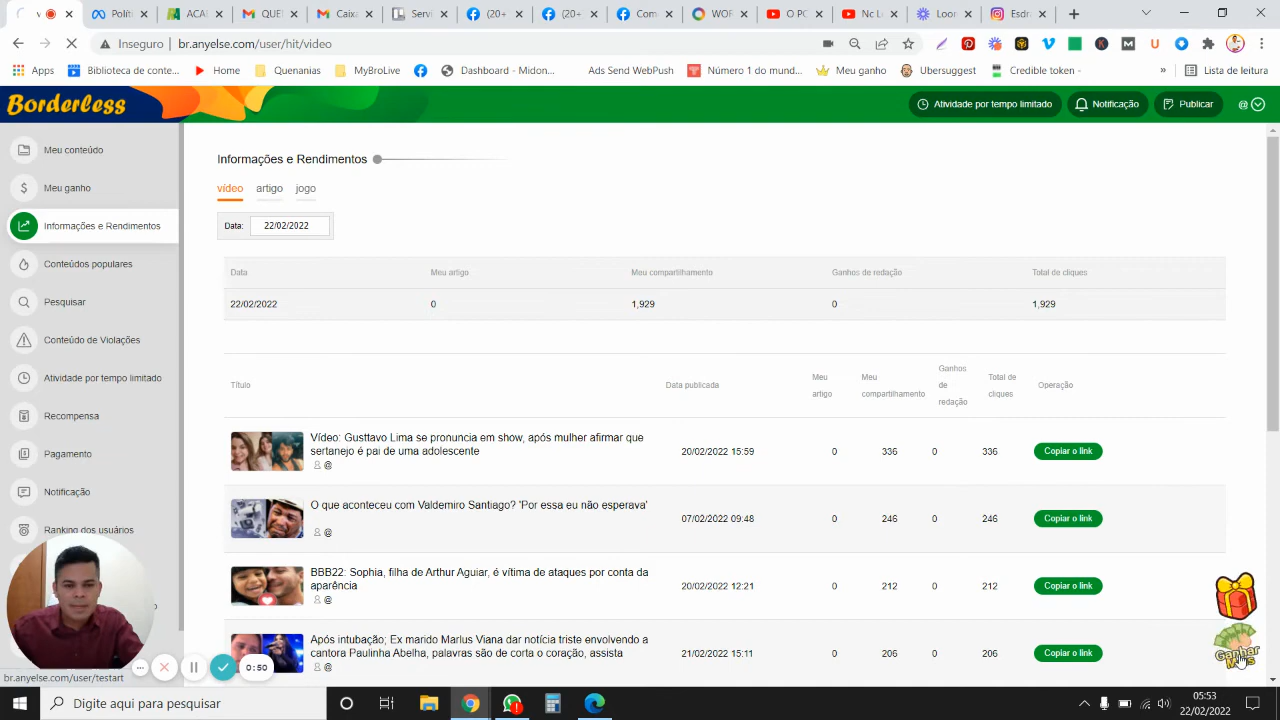 (20+
(20+
Inseguro | br.anyelse.com/user/hit/video
Apps
Biblioteca de conte...
Home
Quemias
MyBroLive
Dashboard - Midon...
Ads Send WebPush
Número 1 do mund...
Meu ganho
Ubersuggest
Credible token -
»
Lista de leitura
Borderless
Atividade por tempo limitado
Notificação
Publicar
@
Meu conteúdo
Meu ganho
Informações e Rendimentos
Conteúdos populares
Pesquisar
Conteúdo de Violações
Atividade por tempo limitado
Recompensa
Pagamento
Notificação
Ranking dos usuários
Informações e Rendimentos
vídeo artigo jogo
Data: 22/02/2022
Data Meu artigo Meu compartilhamento Ganhos de redação Total de cliques
22/02/2022 0 1,929 0 1,929
Título Data publicada Meu artigo Meu compartilhamento Ganhos de redação Total de cliques Operação
Vídeo: Gusttavo Lima se pronuncia em show, após mulher afirmar que
sertanejo é pai de uma adolescente
@
20/02/2022 15:59 0 336 0 336 Copiar o link
O que aconteceu com Valdemiro Santiago? 'Por essa eu não esperava'
@
07/02/2022 09:48 0 246 0 246 Copiar o link
BBB22: Sophia, filha de Arthur Aguiar, é vítima de ataques por conta da
aparência
@
20/02/2022 12:21 0 212 0 212 Copiar o link
Após intubação; Ex marido Marlus Viana dar notícia triste envolvendo a
cantora Paulinha Abelha, palavras são de corta o coração, assista
@
21/02/2022 15:11 0 206 0 206 Copiar o link
Ganhar
Mais
0:50
br.anyelse.com/user/testart
Digite aqui para pesquisar
05:53
22/02/2022